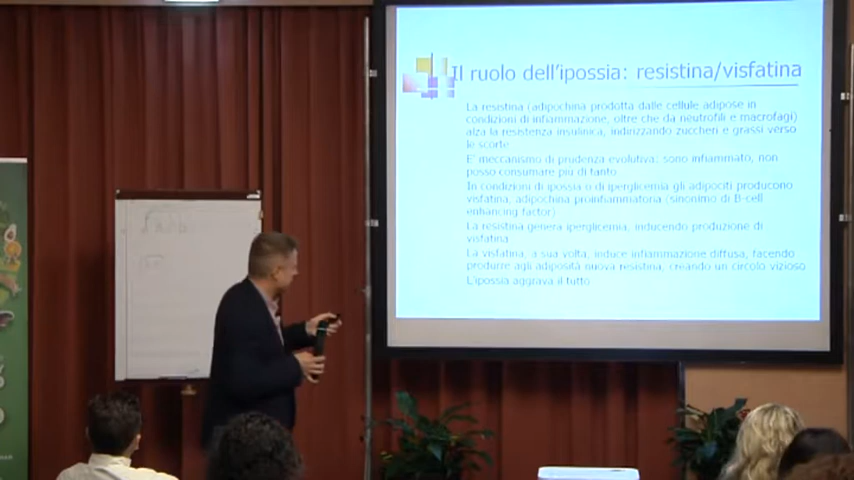 Il ruolo dell'ipossia: resistina/visfatina
La resistina (adipochina prodotta dalle cellule adipose in
condizioni di infiammazione, oltre che da neutrofili e macrofagi)
alza la resistenza insulinica, indirizzando zuccheri e grassi verso
le scorte
E' meccanismo di prudenza evolutiva: sono infiammato, non
posso consumare più di tanto
In condizioni di ipossia o di iperglicemia gli adipociti producono
visfatina, adipochina proinfiammatoria (sinonimo di B-cell
enhancing factor)
La resistina genera iperglicemia, inducendo produzione di
visfatina
La visfatina, a sua volta, induce infiammazione diffusa, facendo
produrre agli adiposità nuova resistina, creando un circolo vizioso
L'ipossia aggrava il tutto